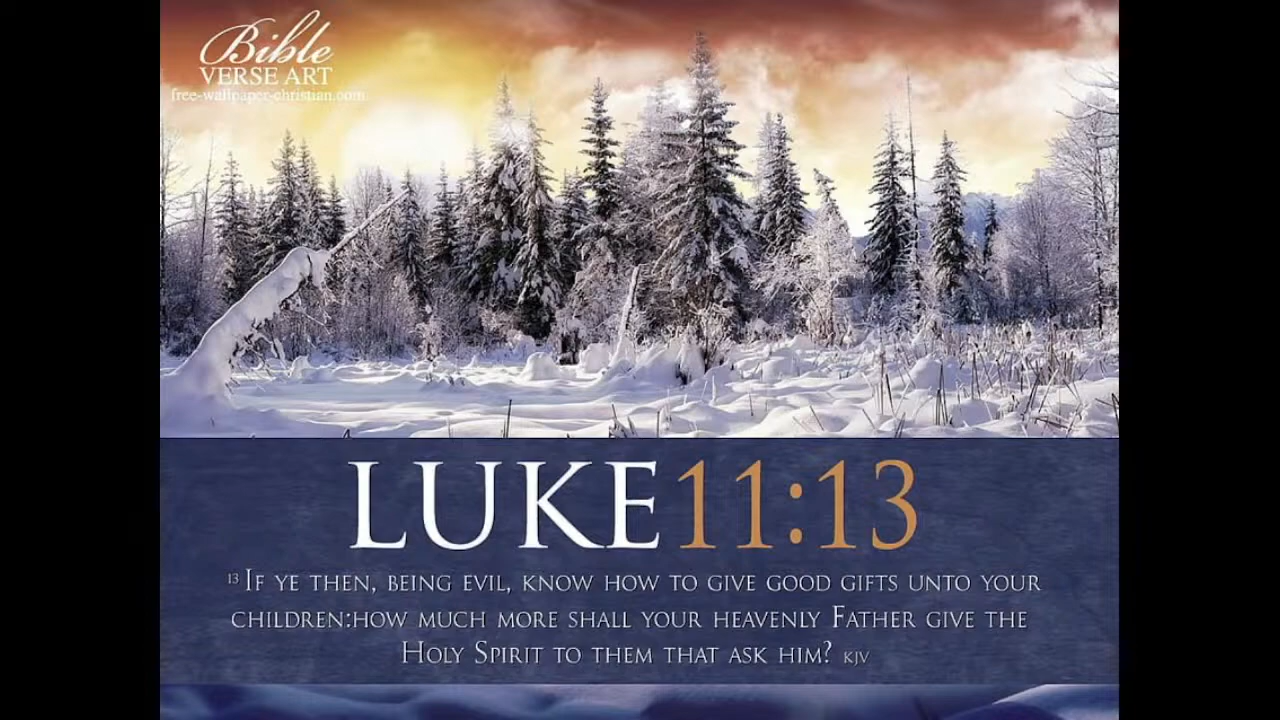 Bible
VERSE ART
free-wallpaper-christian.com
LUKE 11:13
13 IF YE THEN, BEING EVIL, KNOW HOW TO GIVE GOOD GIFTS UNTO YOUR
CHILDREN:HOW MUCH MORE SHALL YOUR HEAVENLY FATHER GIVE THE
HOLY SPIRIT TO THEM THAT ASK HIM? KJV